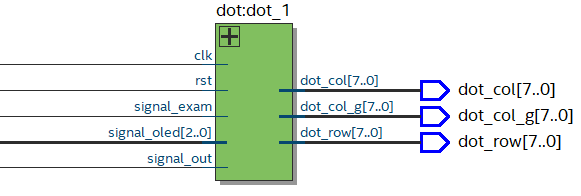 dot:dot_1
clk
rst
signal_exam
signal_oled[2..0]
signal_out
dot_col[7..0]
dot_col_g[7..0]
dot_row[7..0]
dot_col[7..0]
dot_col_g[7..0]
dot_row[7..0]